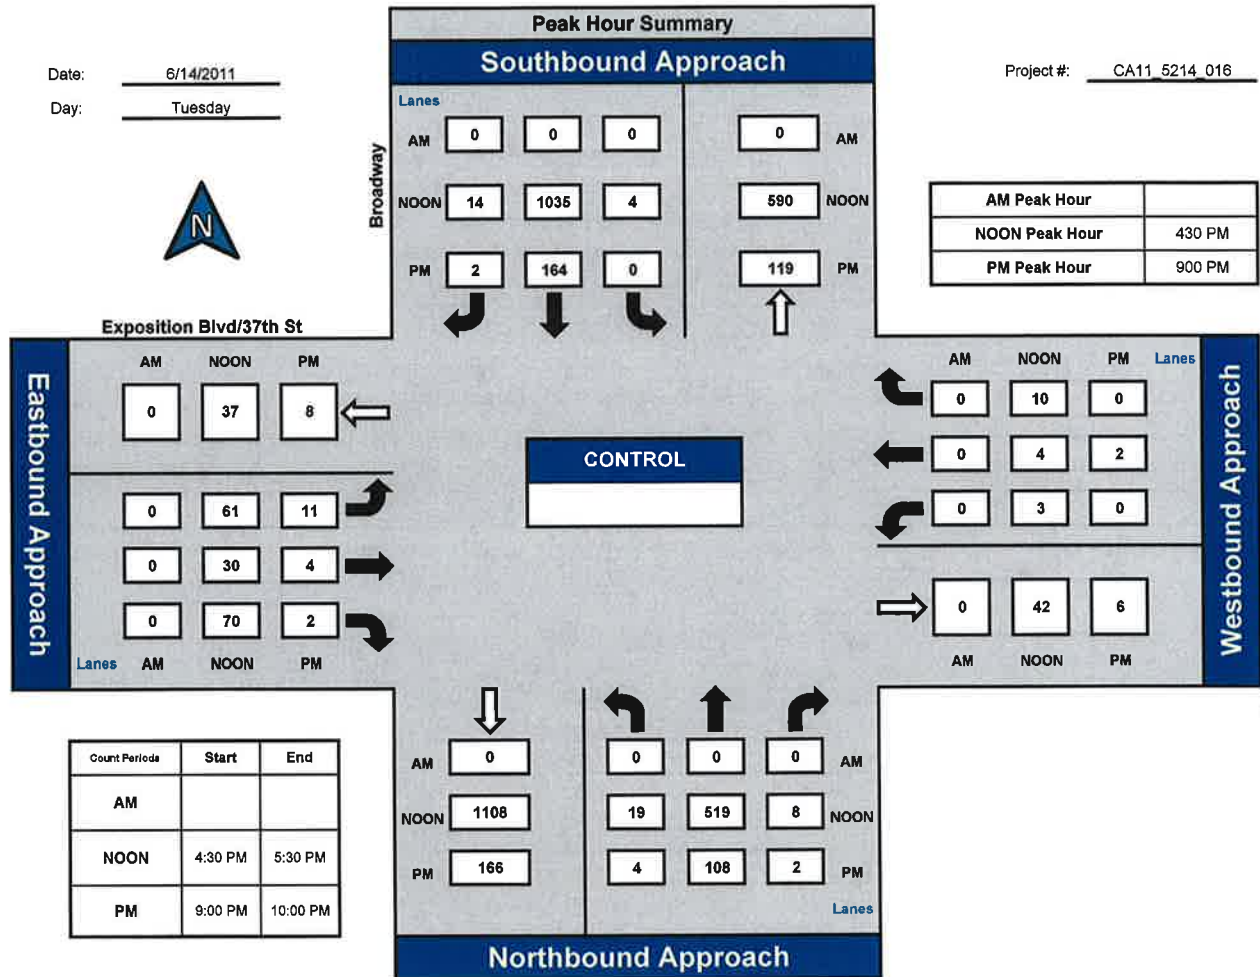 Peak Hour Summary
Southbound Approach
Date: 6/14/2011
Day: Tuesday
Project #: CA11_5214_016
N
Broadway
Lanes
AM 0 0 0 0 AM
NOON 14 1035 4 590 NOON
PM 2 164 0 119 PM
AM Peak Hour
NOON Peak Hour 430 PM
PM Peak Hour 900 PM
Exposition Blvd/37th St
Eastbound Approach
AM NOON PM
0 37 8
0 61 11
0 30 4
0 70 2
Lanes AM NOON PM
CONTROL
AM NOON PM Lanes
0 10 0
0 4 2
0 3 0
0 42 6
AM NOON PM
Westbound Approach
Count Periods Start End
AM
NOON 4:30 PM 5:30 PM
PM 9:00 PM 10:00 PM
AM 0 0 0 0 AM
NOON 1108 19 519 8 NOON
PM 166 4 108 2 PM
Lanes
Northbound Approach